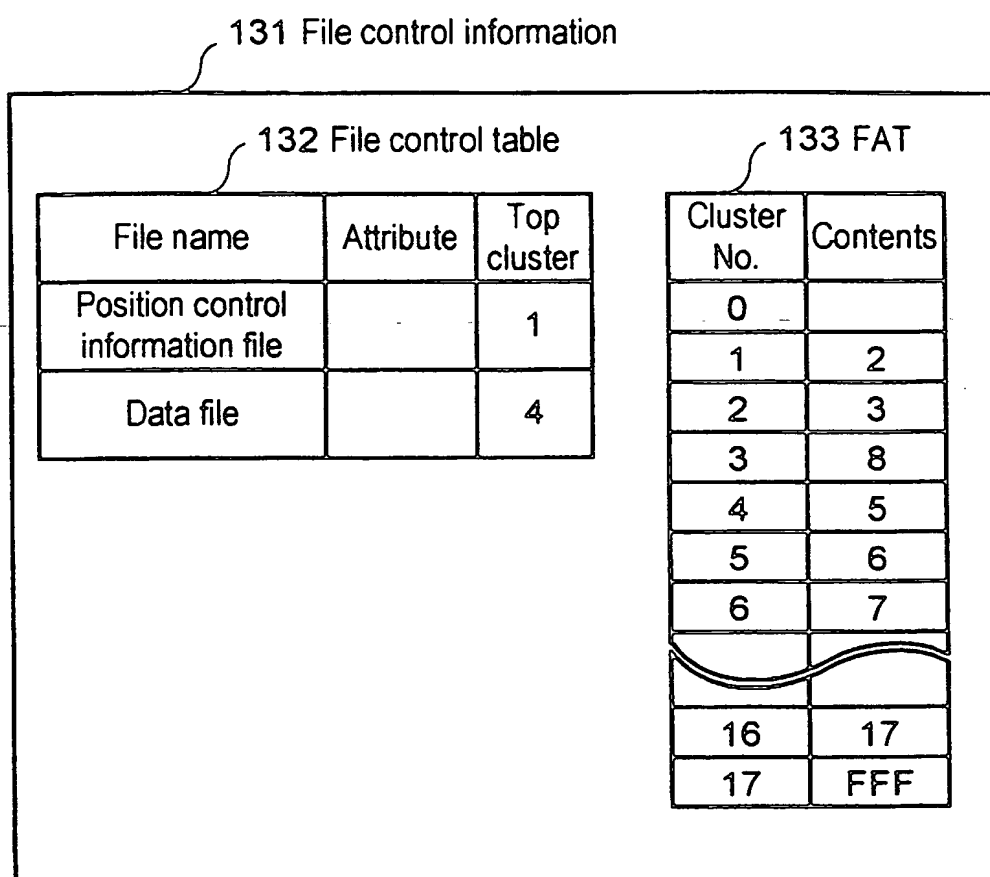 131 File control information
132 File control table
133 FAT
File name Attribute Top cluster
Position control information file 1
Data file 4
Cluster No. Contents
0
1 2
2 3
3 8
4 5
5 6
6 7
16 17
17 FFF